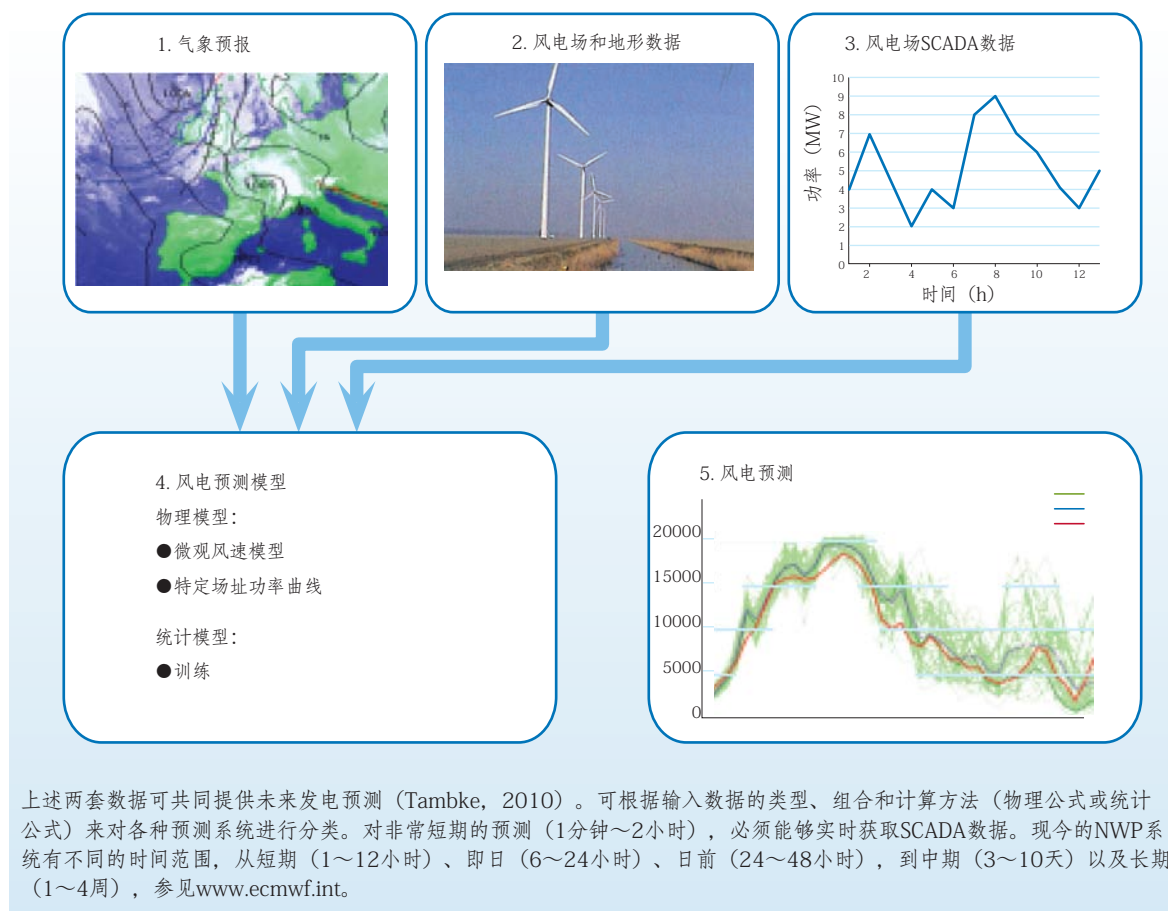 1. 气象预报
2. 风电场和地形数据
3. 风电场SCADA数据
功率（MW）
10
9
8
7
6
5
4
3
2
1
0
2 4 6 8 10 12
时间（h）
4. 风电预测模型
物理模型：
●微观风速模型
●特定场址功率曲线
统计模型：
●训练
5. 风电预测
20000
15000
10000
5000
0
上述两套数据可共同提供未来发电预测（Tambke，2010）。可根据输入数据的类型、组合和计算方法（物理公式或统计
公式）来对各种预测系统进行分类。对非常短期的预测（1分钟～2小时），必须能够实时获取SCADA数据。现今的NWP系
统有不同的时间范围，从短期（1～12小时）、即日（6～24小时）、日前（24～48小时），到中期（3～10天）以及长期
（1～4周），参见www.ecmwf.int。